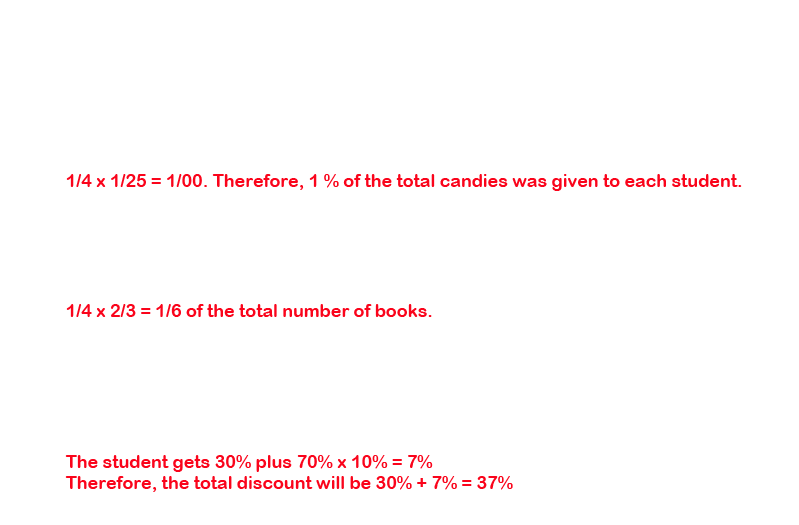 1/4 x 1/25 = 1/00. Therefore, 1 % of the total candies was given to each student.
1/4 x 2/3 = 1/6 of the total number of books.
The student gets 30% plus 70% x 10% = 7%
Therefore, the total discount will be 30% + 7% = 37%